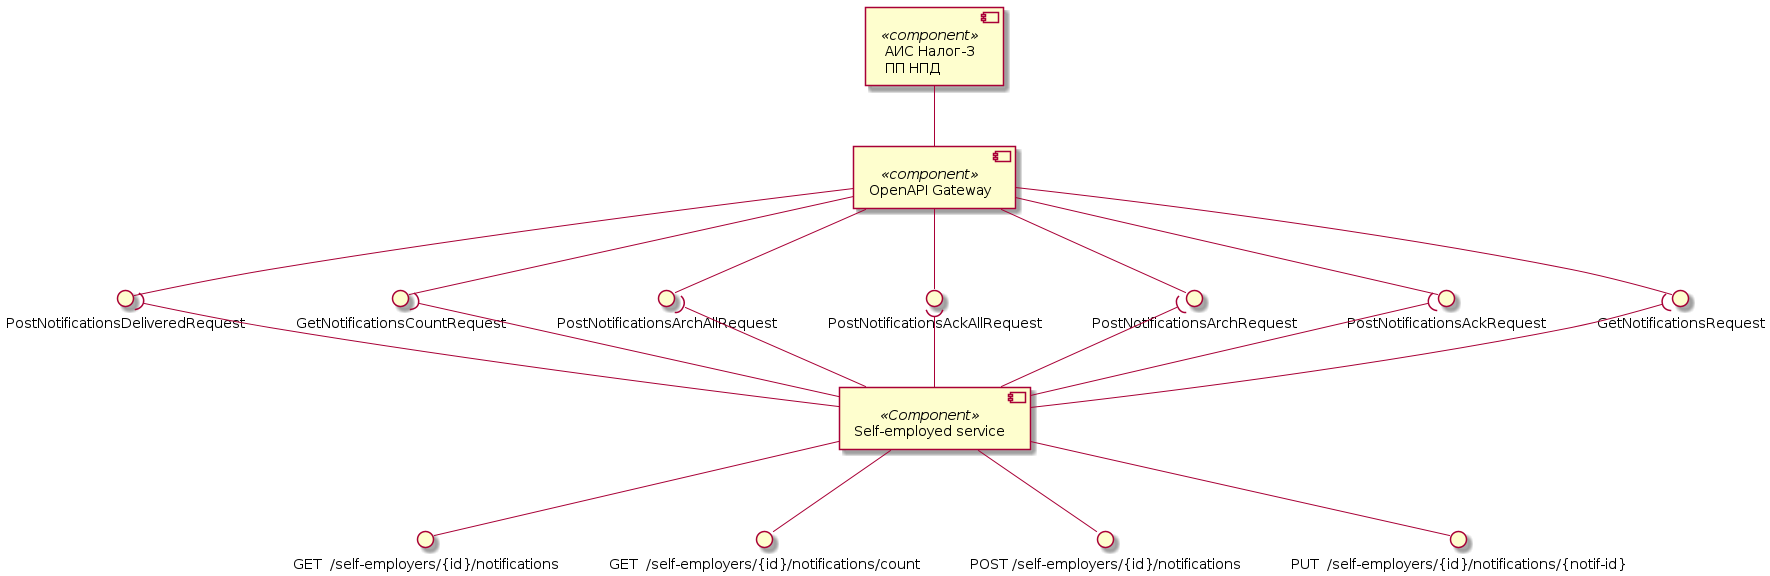 «component»
АИС Налог-3
ПП НПД
«component»
OpenAPI Gateway
PostNotificationsDeliveredRequest
GetNotificationsCountRequest
PostNotificationsArchAllRequest
PostNotificationsAckAllRequest
PostNotificationsArchRequest
PostNotificationsAckRequest
GetNotificationsRequest
«Component»
Self-employed service
GET /self-employers/{id}/notifications
GET /self-employers/{id}/notifications/count
POST /self-employers/{id}/notifications
PUT /self-employers/{id}/notifications/{notif-id}